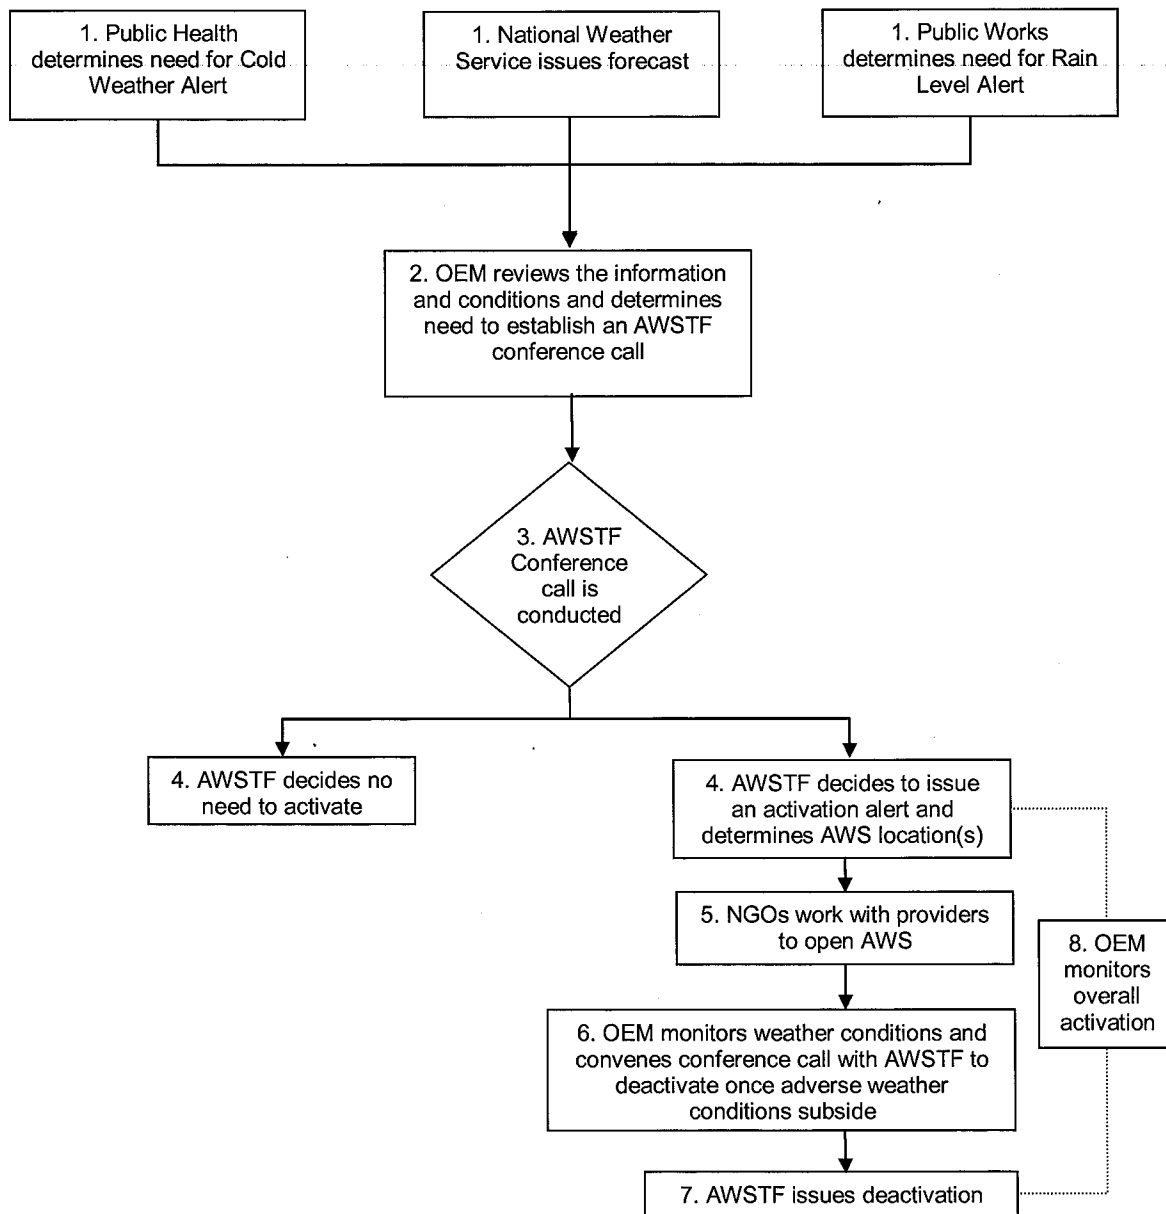 1. Public Health
determines need for Cold
Weather Alert
1. National Weather
Service issues forecast
1. Public Works
determines need for Rain
Level Alert
2. OEM reviews the information
and conditions and determines
need to establish an AWSTF
conference call
3. AWSTF
Conference
call is
conducted
4. AWSTF decides no
need to activate
4. AWSTF decides to issue
an activation alert and
determines AWS location(s)
5. NGOs work with providers
to open AWS
8. OEM
monitors
overall
activation
6. OEM monitors weather conditions and
convenes conference call with AWSTF to
deactivate once adverse weather
conditions subside
7. AWSTF issues deactivation